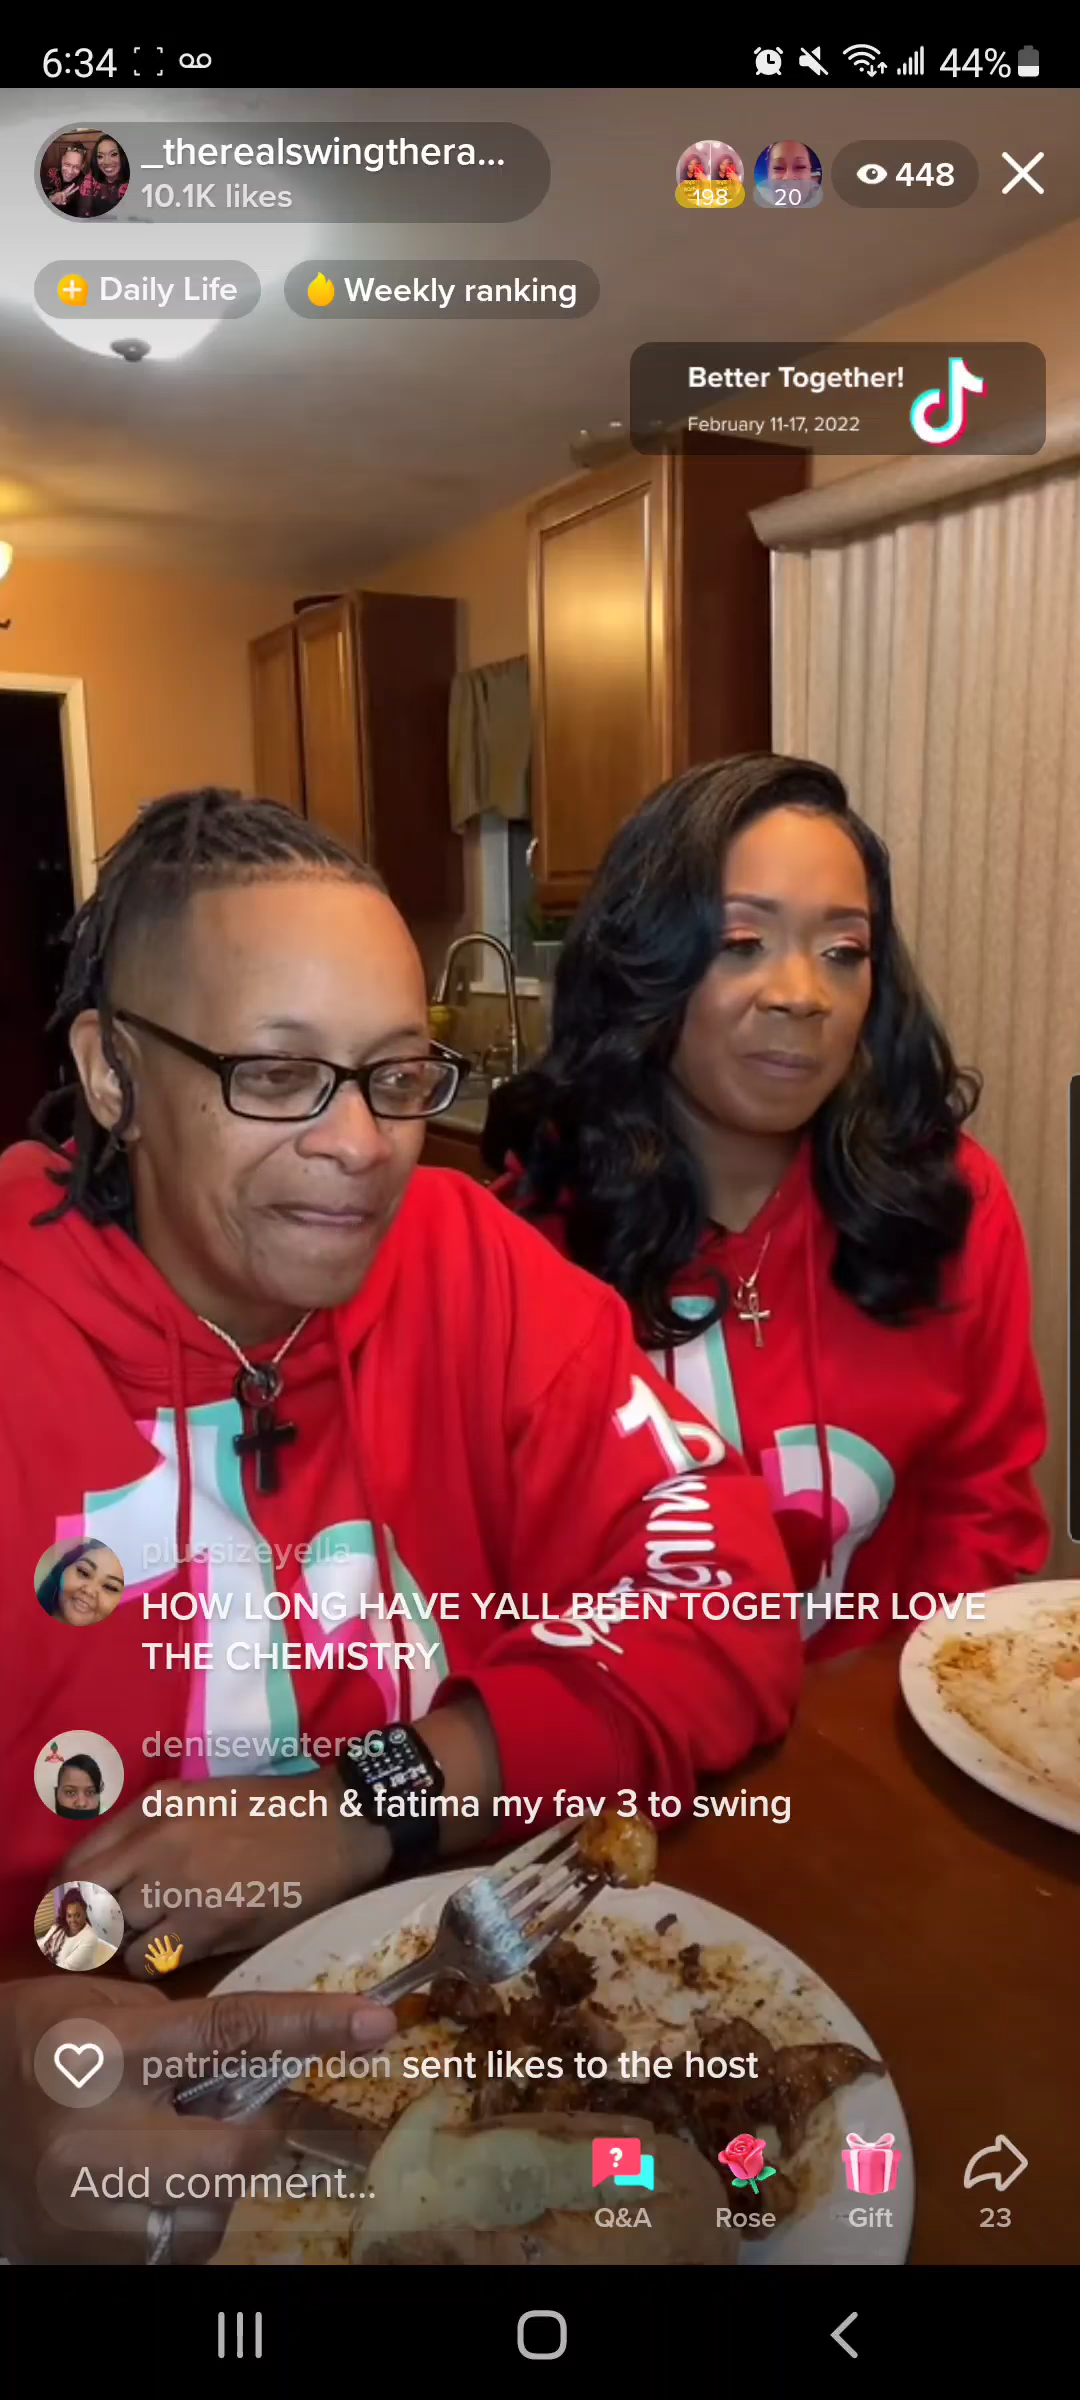 6:34
44%
_therealswingthera...
10.1K likes
198
20
448
Daily Life
Weekly ranking
Better Together!
February 11-17, 2022
plussizeyella
HOW LONG HAVE YALL BEEN TOGETHER LOVE
THE CHEMISTRY
denisewaters6
danni zach & fatima my fav 3 to swing
tiona4215
patriciafondon sent likes to the host
Add comment...
Q&A
Rose
Gift
23